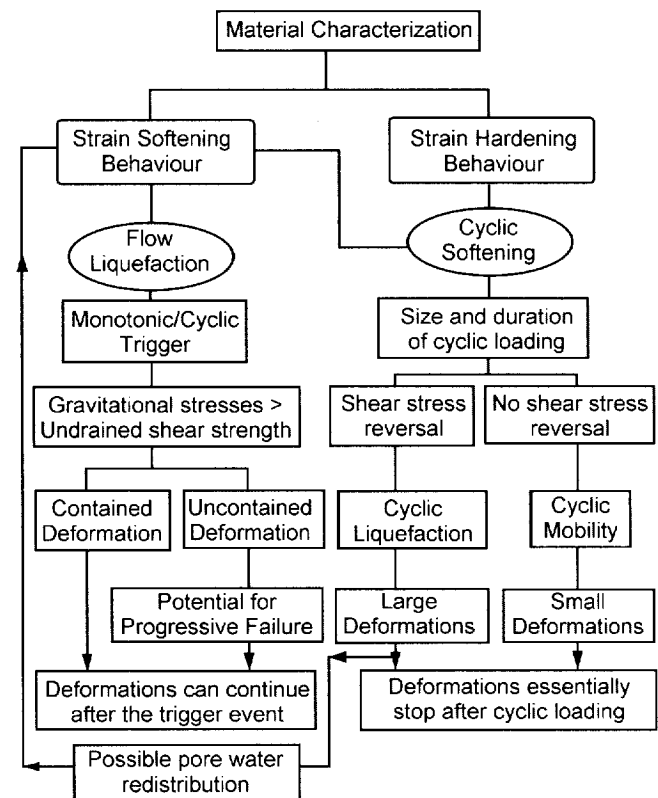 Material Characterization
Strain Softening
Behaviour
Strain Hardening
Behaviour
Flow
Liquefaction
Cyclic
Softening
Monotonic/Cyclic
Trigger
Size and duration
of cyclic loading
Gravitational stresses >
Undrained shear strength
Shear stress
reversal
No shear stress
reversal
Contained
Deformation
Uncontained
Deformation
Cyclic
Liquefaction
Cyclic
Mobility
Potential for
Progressive Failure
Large
Deformations
Small
Deformations
Deformations can continue
after the trigger event
Deformations essentially
stop after cyclic loading
Possible pore water
redistribution